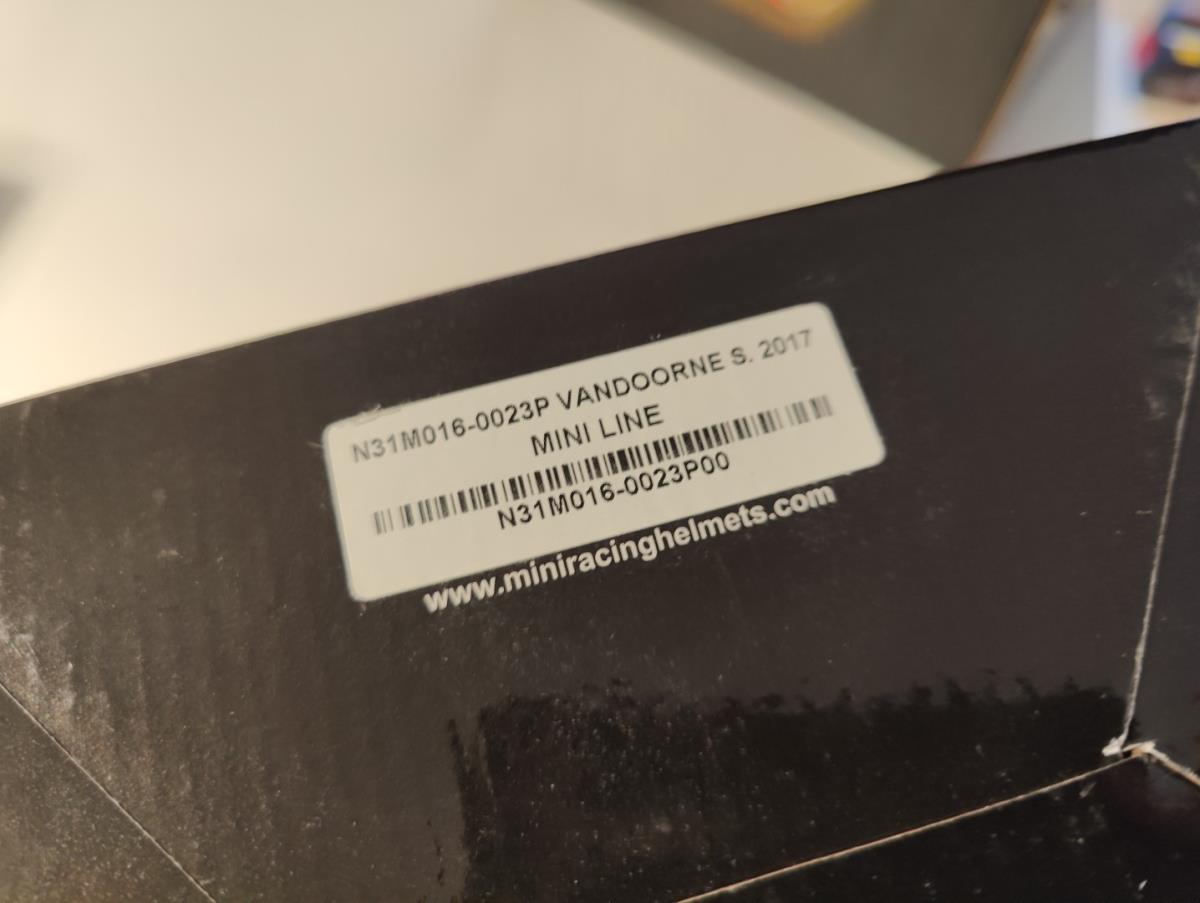 N31M016-0023P VANDOORNE S. 2017
MINI LINE
N31M016-0023P00
www.miniracinghelmets.com